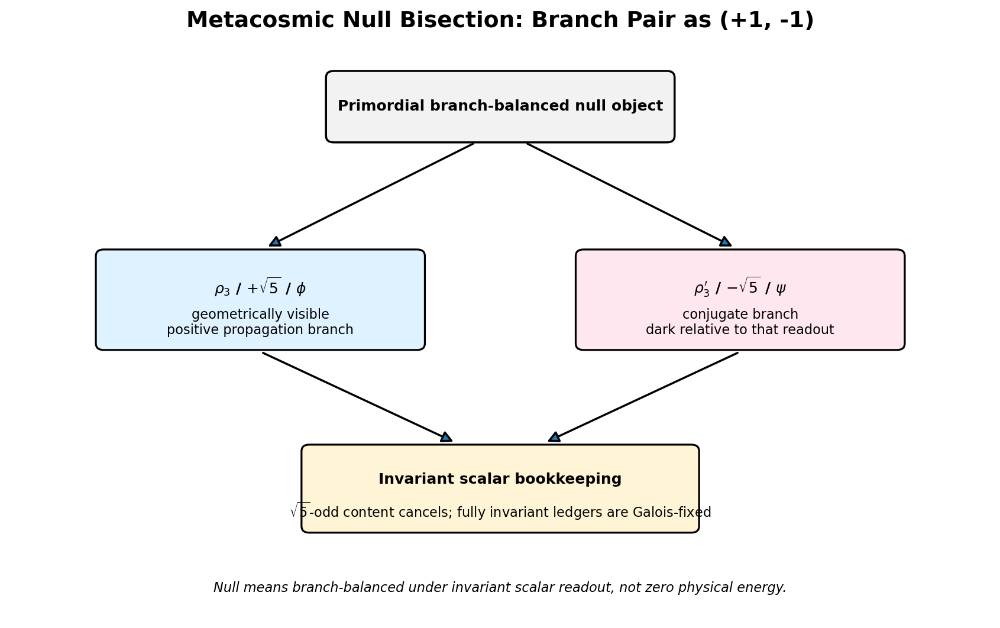 Metacosmic Null Bisection: Branch Pair as (+1, -1)
Primordial branch-balanced null object
ρ₃ / +√5 / ϕ
geometrically visible
positive propagation branch
ρ′₃ / −√5 / ψ
conjugate branch
dark relative to that readout
Invariant scalar bookkeeping
√5-odd content cancels; fully invariant ledgers are Galois-fixed
Null means branch-balanced under invariant scalar readout, not zero physical energy.